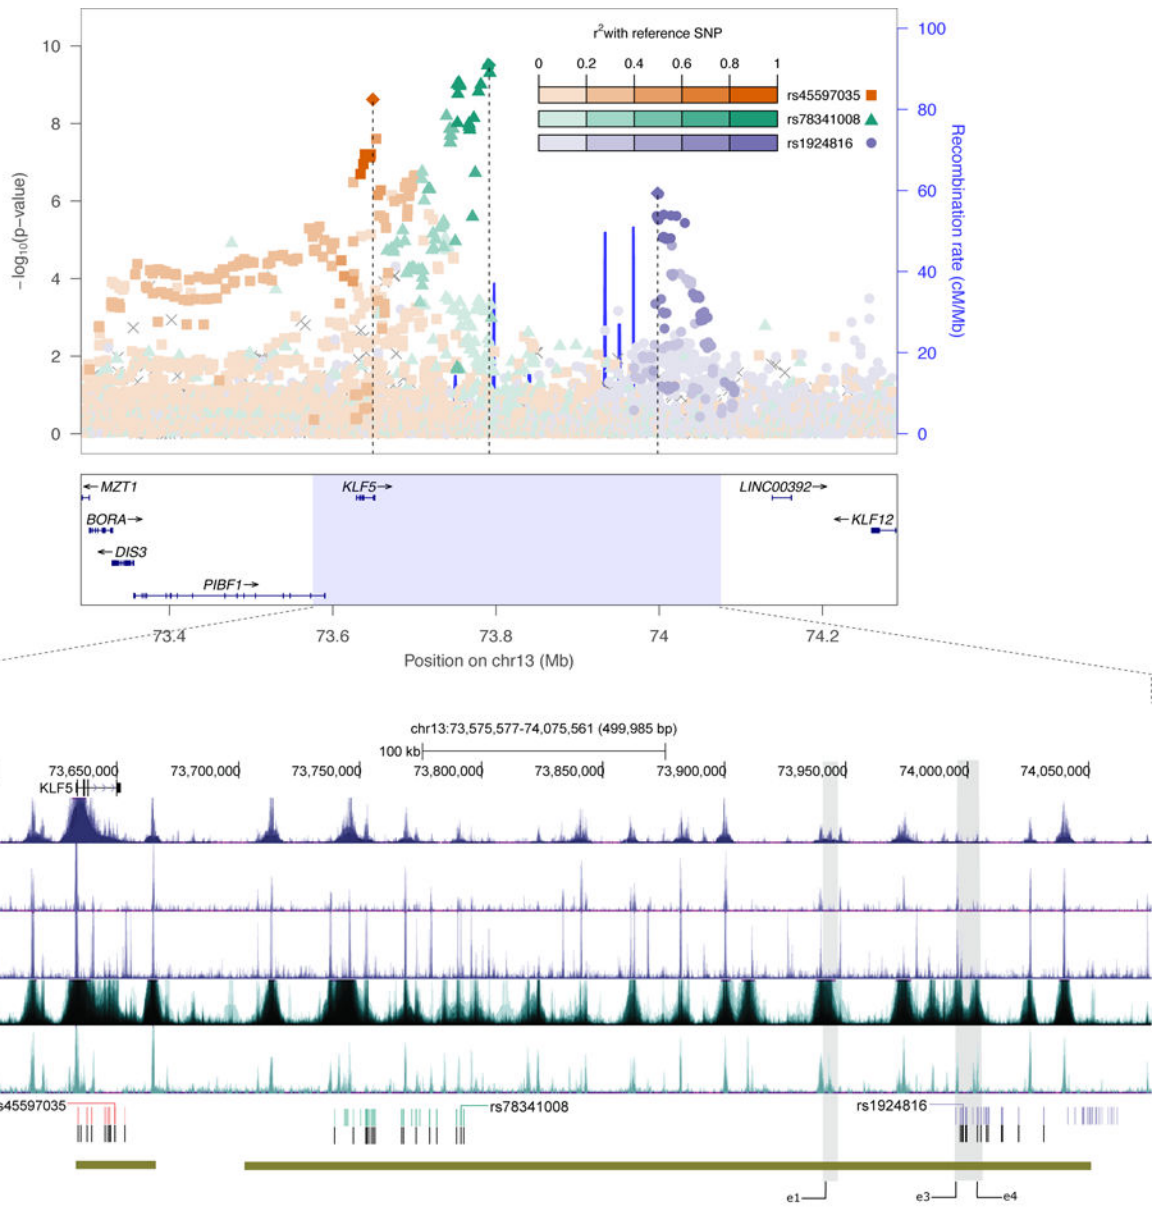 r2with reference SNP
0 0.2 0.4 0.6 0.8 1
rs45597035
rs78341008
rs1924816
10
8
6
4
2
0
-log10(p-value)
100
80
60
40
20
0
Recombination rate (cM/Mb)
←MZT1
BORA→
←DIS3
PIBF1→
KLF5→
LINC00392→
←KLF12
73.4 73.6 73.8 74 74.2
Position on chr13 (Mb)
chr13:73,575,577-74,075,561 (499,985 bp)
100 kb
73,650,000 73,700,000 73,750,000 73,800,000 73,850,000 73,900,000 73,950,000 74,000,000 74,050,000
KLF5
s45597035 rs78341008 rs1924816
e1 e3 e4